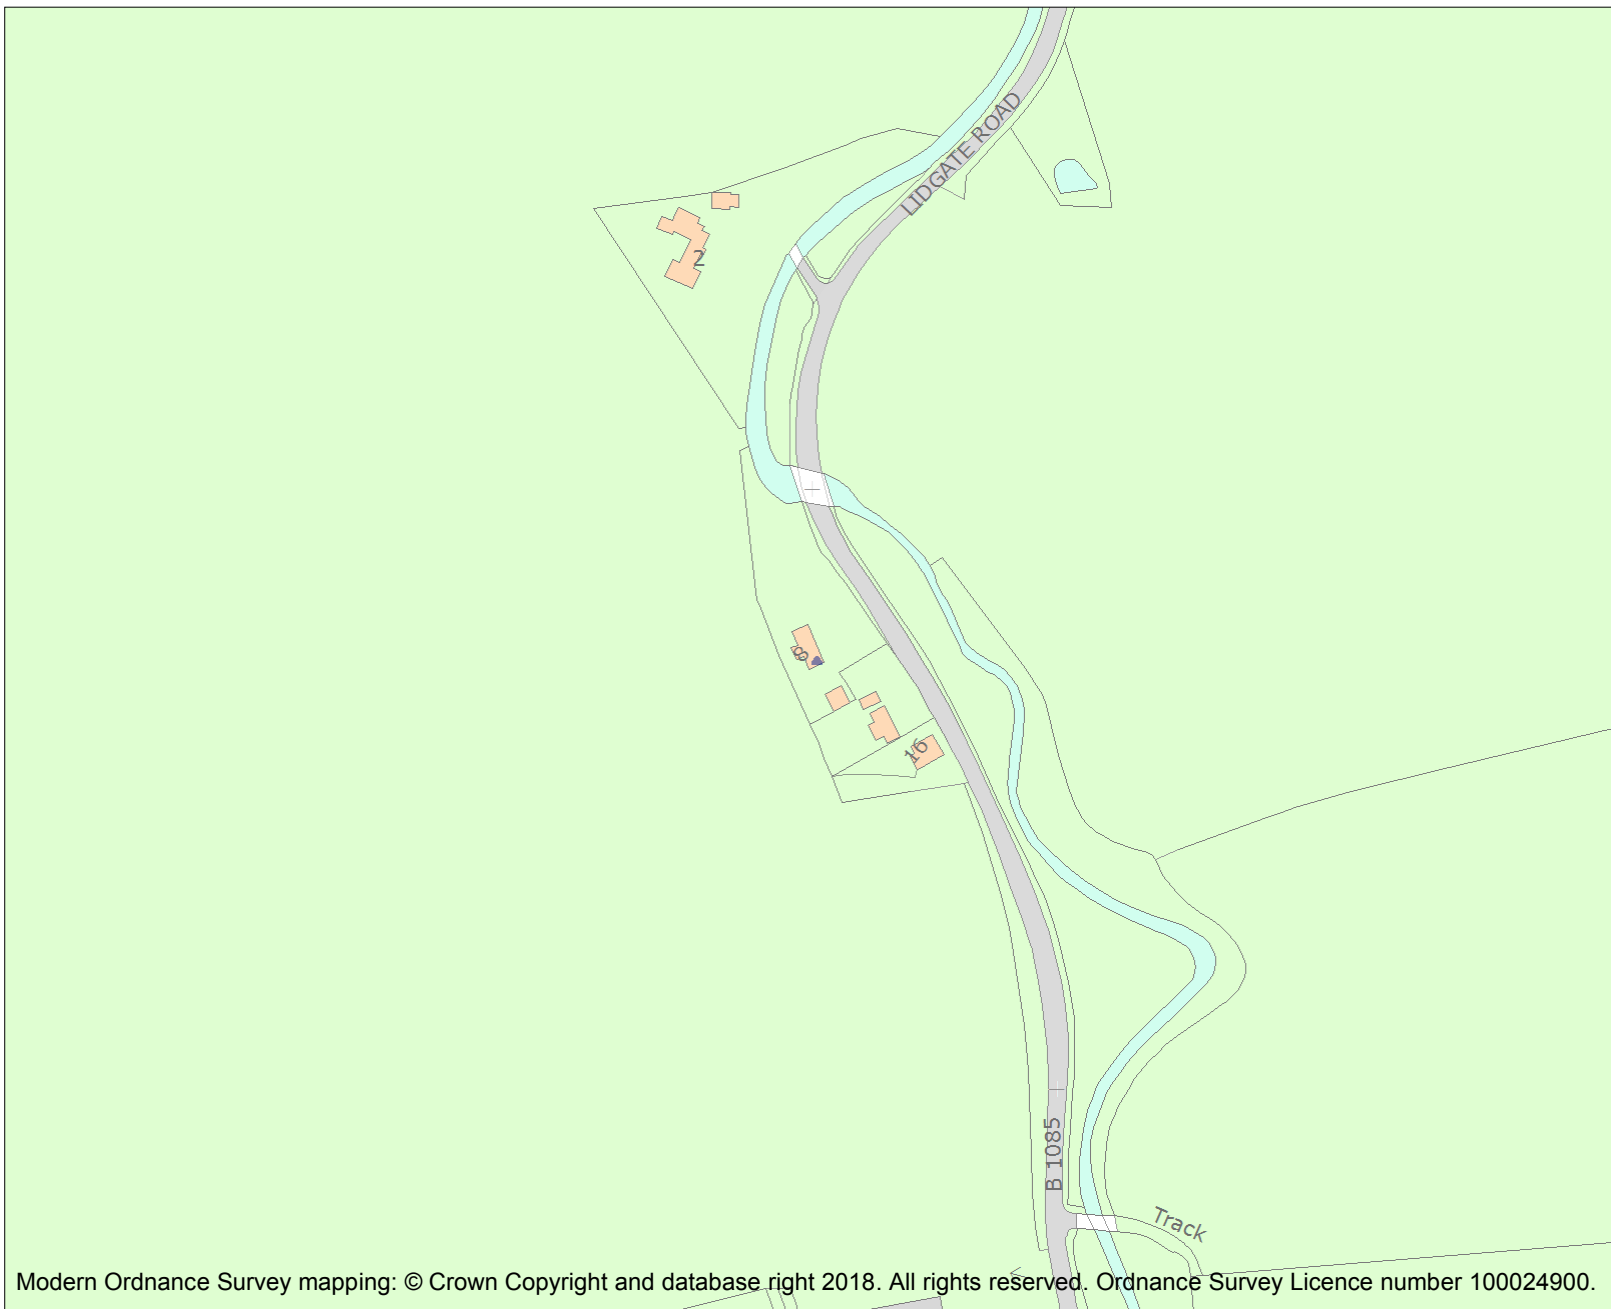 LIDGATE ROAD
2
8
16
B 1085
Track
Modern Ordnance Survey mapping: © Crown Copyright and database right 2018. All rights reserved. Ordnance Survey Licence number 100024900.